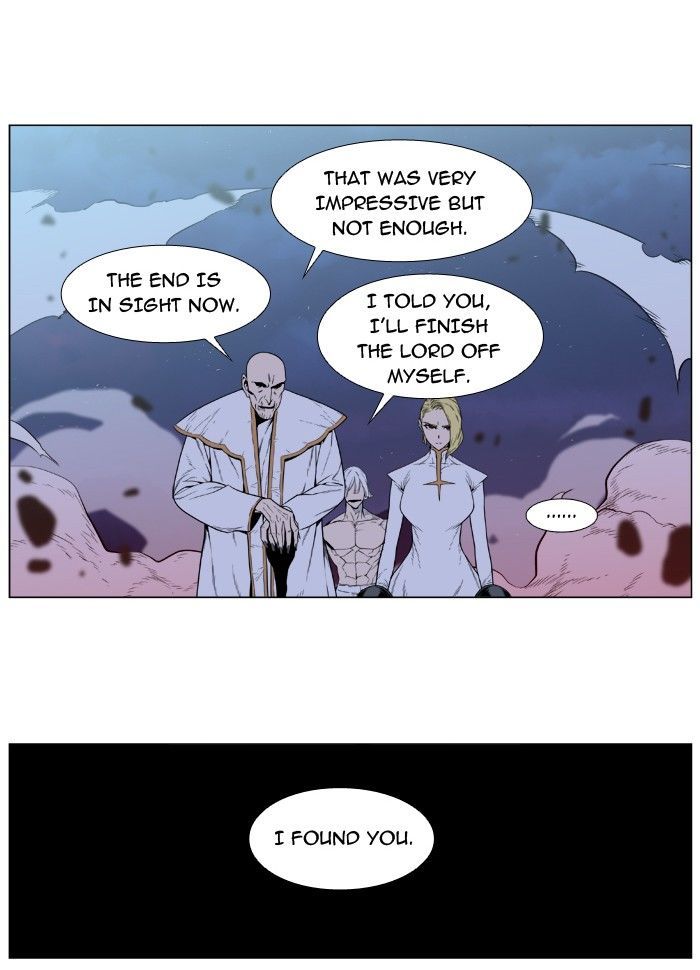 THAT WAS VERY
IMPRESSIVE BUT
NOT ENOUGH.
THE END IS
IN SIGHT NOW.
I TOLD YOU,
I'LL FINISH
THE LORD OFF
MYSELF.
......
I FOUND YOU.